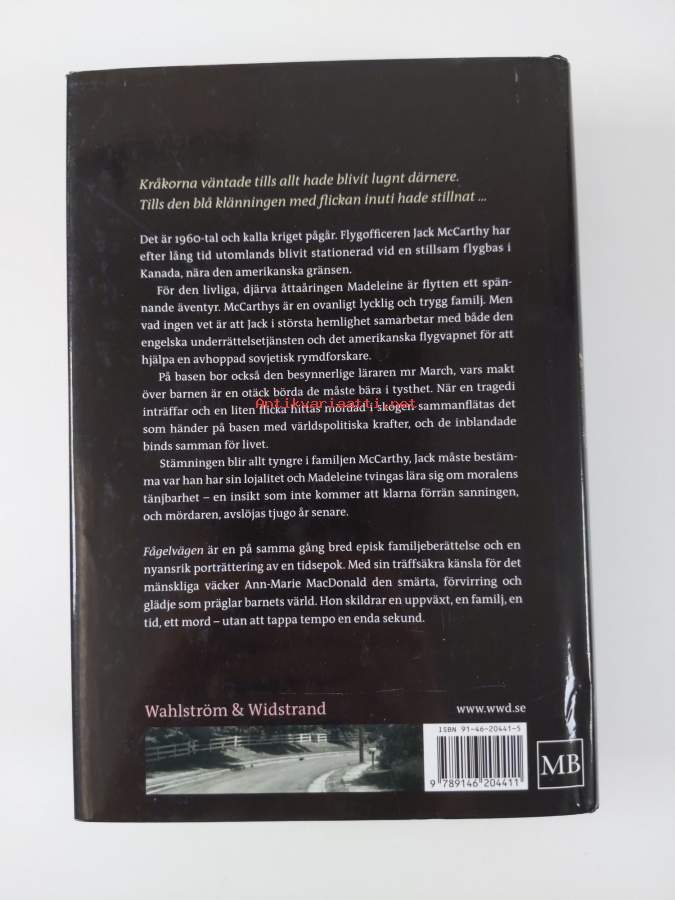 Kråkorna väntade tills allt hade blivit lugnt därnere.
Tills den blå klänningen med flickan inuti hade stillnat ...
Det är 1960-tal och kalla kriget pågår. Flygofficeren Jack McCarthy har
efter lång tid utomlands blivit stationerad vid en stillsam flygbas i
Kanada, nära den amerikanska gränsen.
För den livliga, djärva åttaåringen Madeleine är flytten ett spän-
nande äventyr. McCarthys är en ovanligt lycklig och trygg familj. Men
vad ingen vet är att Jack i största hemlighet samarbetar med både den
engelska underrättelsetjänsten och det amerikanska flygvapnet för att
hjälpa en avhoppad sovjetisk rymdforskare.
På basen bor också den besynnerlige läraren mr March, vars makt
över barnen är en otäck börda de måste bära i tysthet. När en tragedi
inträffar och en liten flicka hittas mördad i skogen sammanflätas det
Antikvariaatti.net
som händer på basen med världspolitiska krafter, och de inblandade
binds samman för livet.
Stämningen blir allt tyngre i familjen McCarthy, Jack måste bestäm-
ma var han har sin lojalitet och Madeleine tvingas lära sig om moralens
tänjbarhet – en insikt som inte kommer att klarna förrän sanningen,
och mördaren, avslöjas tjugo år senare.
Fågelvägen är en på samma gång bred episk familjeberättelse och en
nyansrik porträttering av en tidsepok. Med sin träffsäkra känsla för det
mänskliga väcker Ann-Marie MacDonald den smärta, förvirring och
glädje som präglar barnets värld. Hon skildrar en uppväxt, en familj, en
tid, ett mord – utan att tappa tempo en enda sekund.
Wahlström & Widstrand
www.wwd.se
ISBN 91-46-20441-5
9 789146 204411
MB